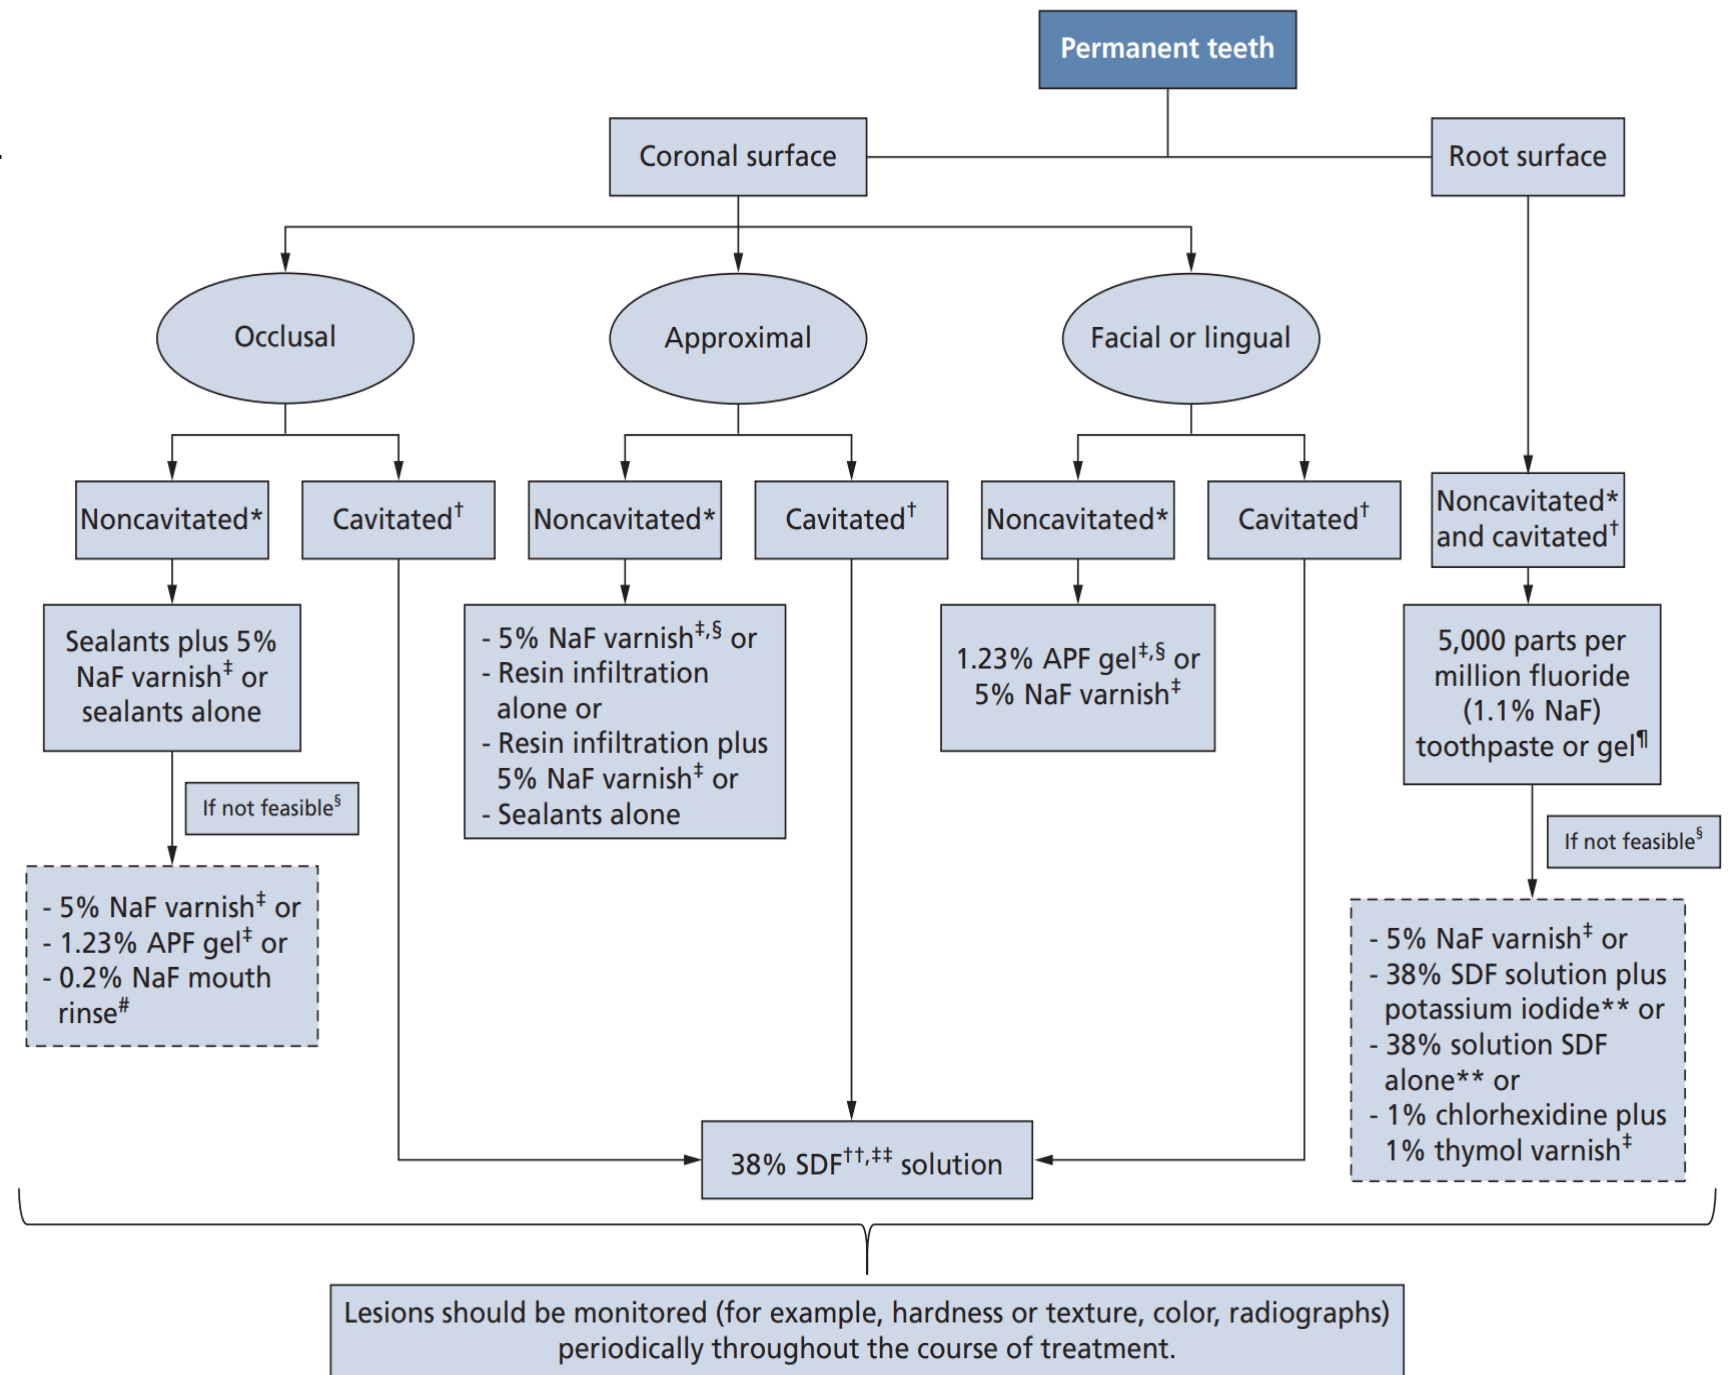 Permanent teeth
Coronal surface
Root surface
Occlusal
Approximal
Facial or lingual
Noncavitated*
Cavitated†
Noncavitated*
Cavitated†
Noncavitated*
Cavitated†
Noncavitated*
and cavitated†
Sealants plus 5%
NaF varnish‡ or
sealants alone
- 5% NaF varnish‡,§ or
- Resin infiltration
alone or
- Resin infiltration plus
5% NaF varnish‡ or
- Sealants alone
1.23% APF gel‡,§ or
5% NaF varnish‡
5,000 parts per
million fluoride
(1.1% NaF)
toothpaste or gel¶
If not feasible§
If not feasible§
- 5% NaF varnish‡ or
- 1.23% APF gel‡ or
- 0.2% NaF mouth
rinse#
- 5% NaF varnish‡ or
- 38% SDF solution plus
potassium iodide** or
- 38% solution SDF
alone** or
- 1% chlorhexidine plus
1% thymol varnish‡
38% SDF††,‡‡ solution
Lesions should be monitored (for example, hardness or texture, color, radiographs)
periodically throughout the course of treatment.